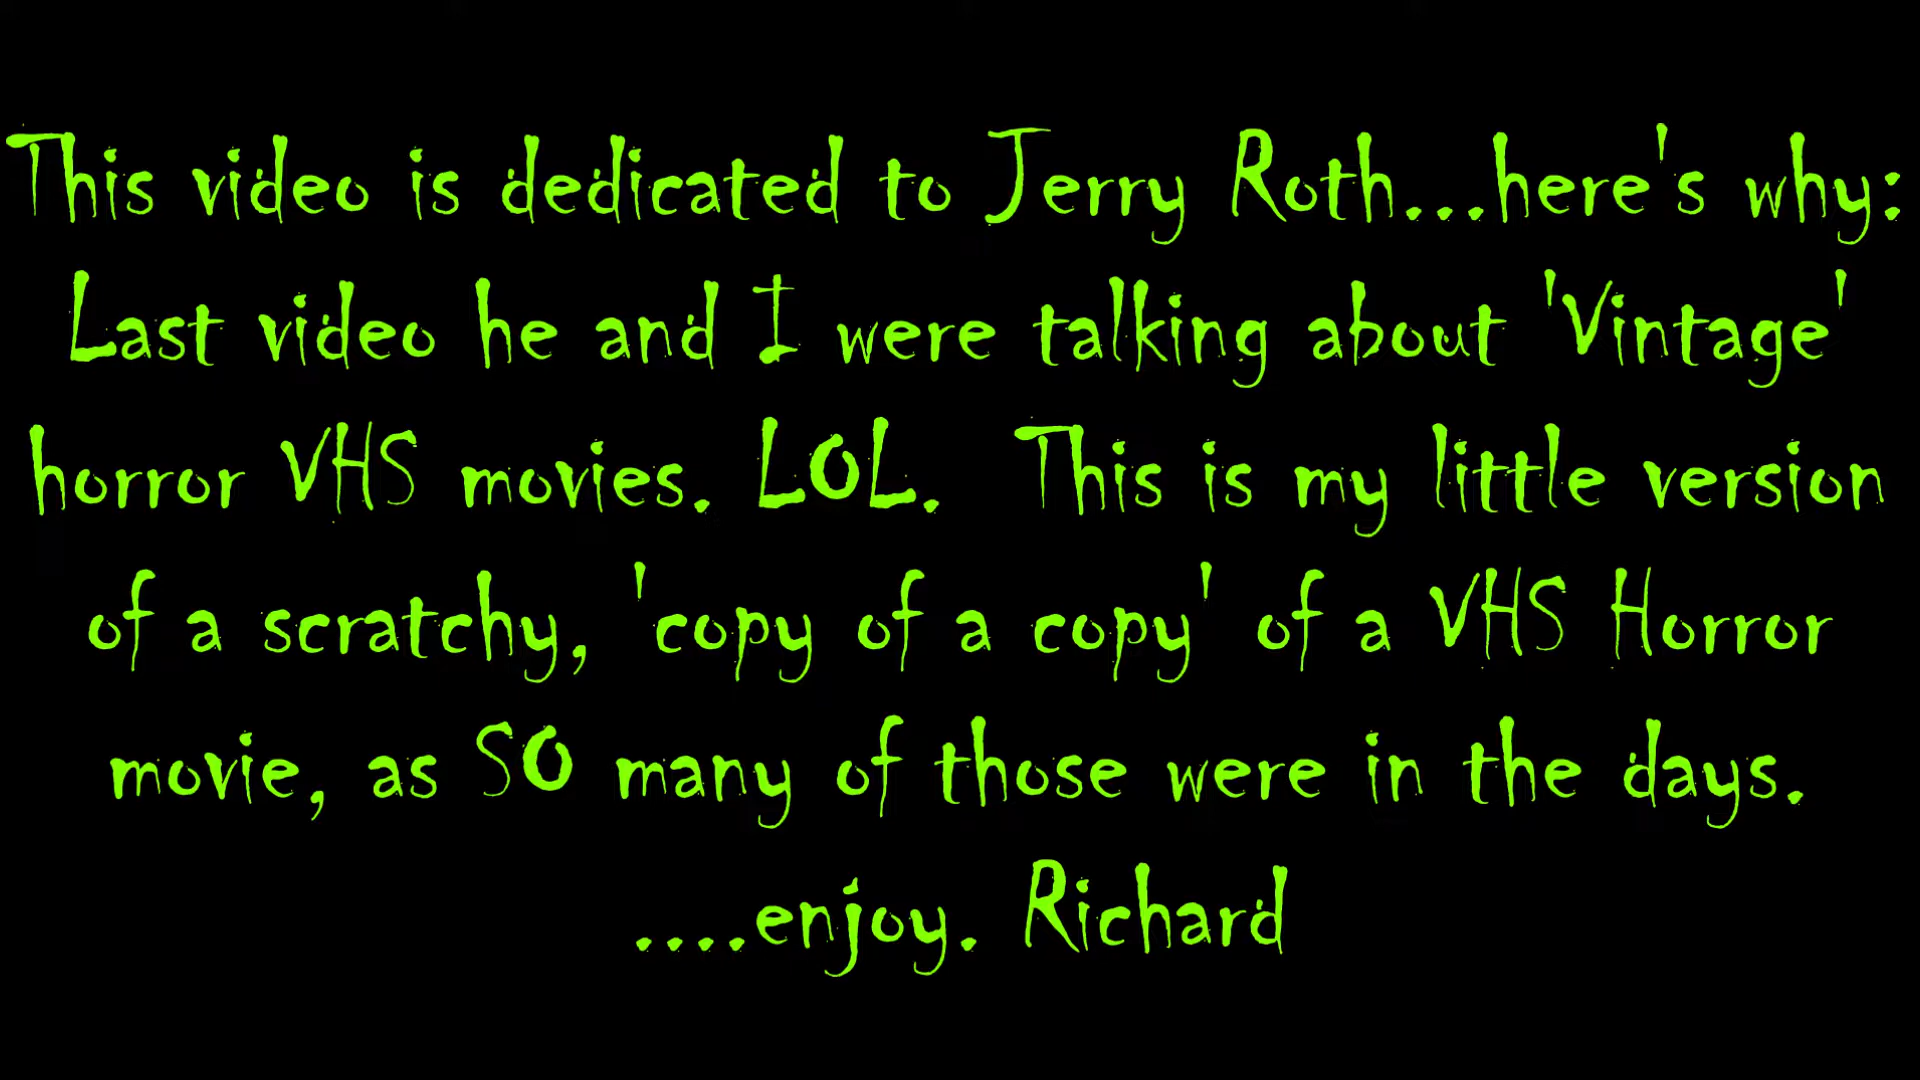 This video is dedicated to Jerry Roth...here's why:
Last video he and I were talking about 'Vintage'
horror VHS movies. LOL.  This is my little version
of a scratchy, 'copy of a copy' of a VHS Horror
movie, as SO many of those were in the days.
....enjoy. Richard